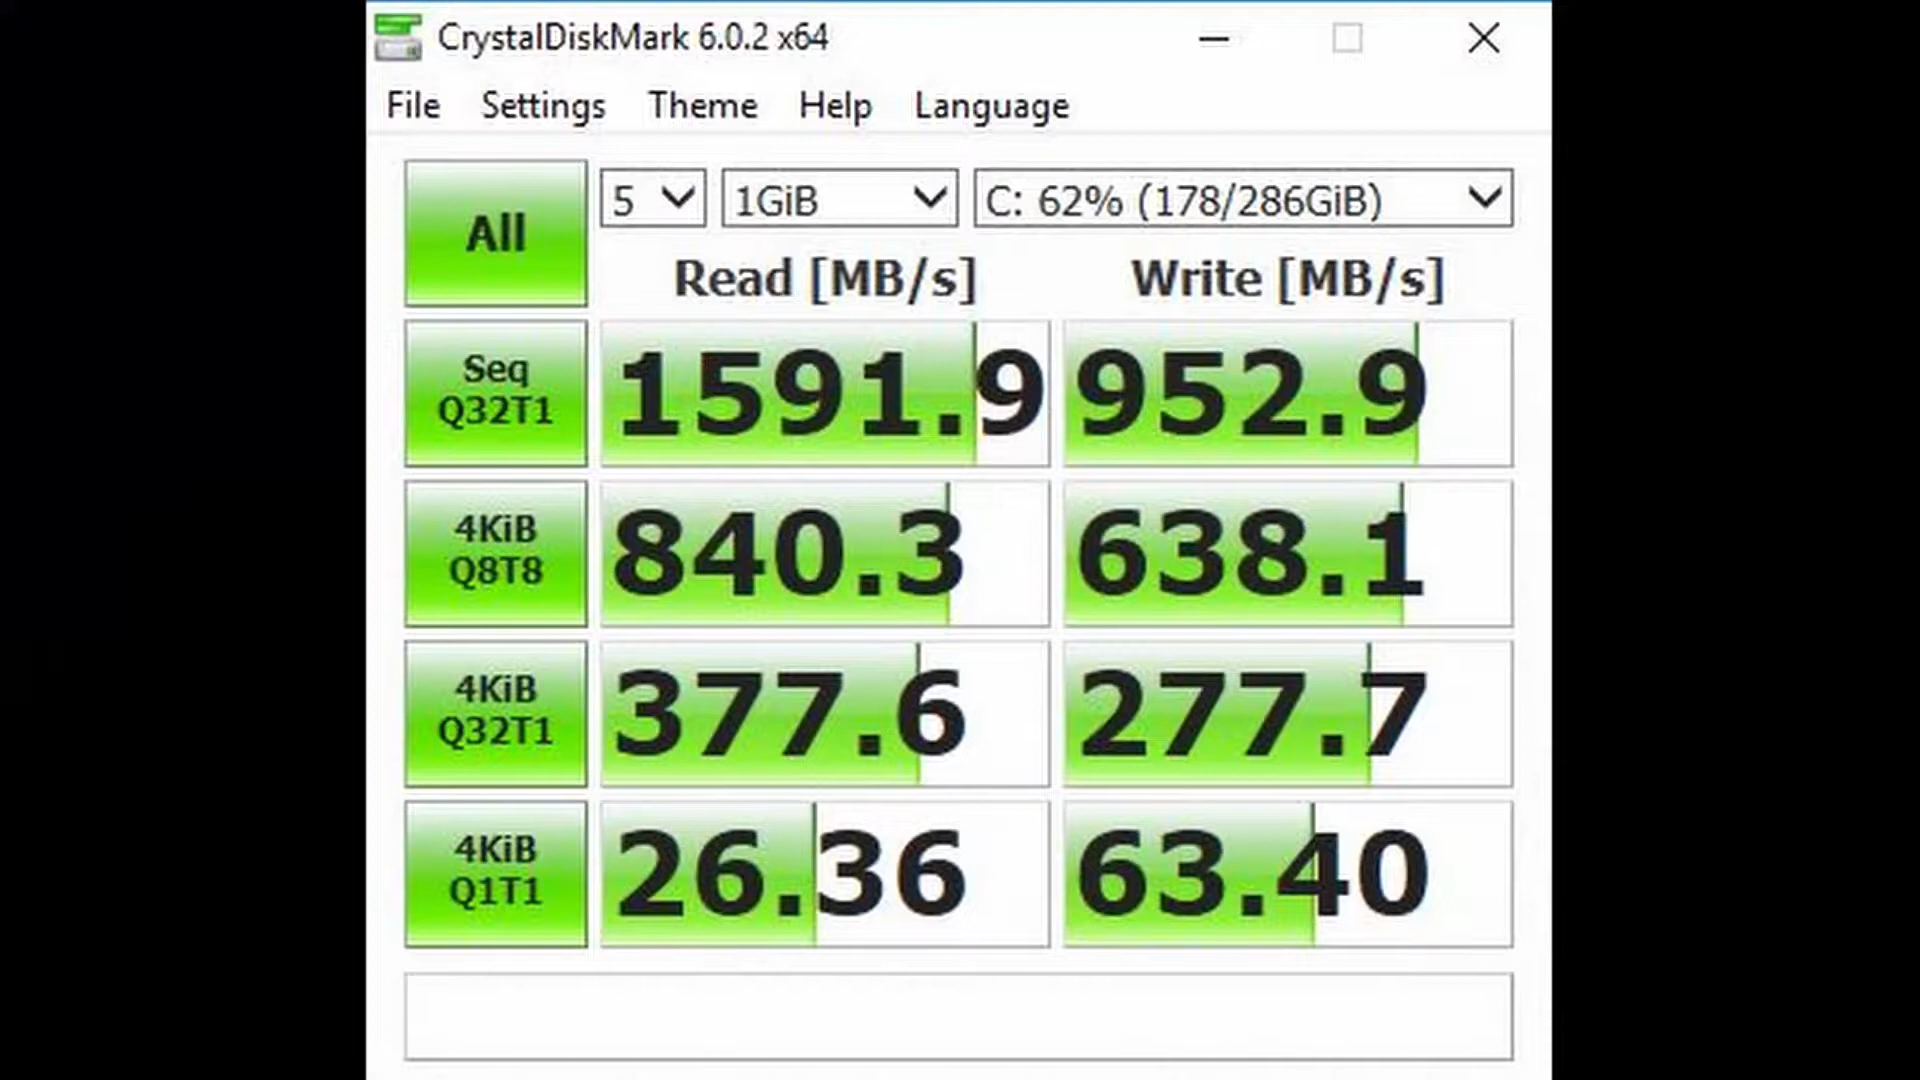 CrystalDiskMark 6.0.2 x64
File Settings Theme Help Language
All 5 1GiB C: 62% (178/286GiB)
Read [MB/s] Write [MB/s]
Seq
Q32T1
1591.9 952.9
4KiB
Q8T8
840.3 638.1
4KiB
Q32T1
377.6 277.7
4KiB
Q1T1
26.36 63.40